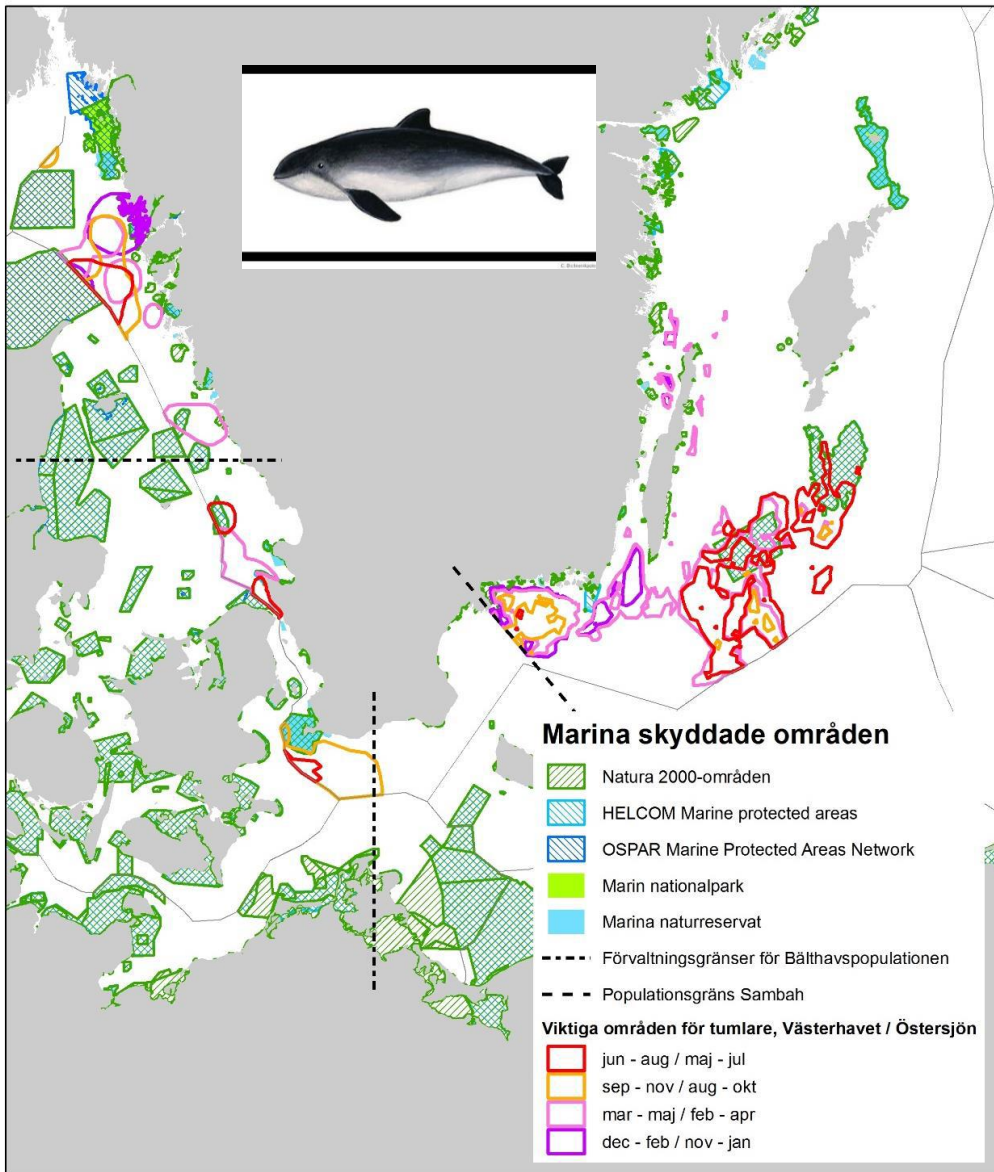 Marina skyddade områden
Natura 2000-områden
HELCOM Marine protected areas
OSPAR Marine Protected Areas Network
Marin nationalpark
Marina naturreservat
Förvaltningsgränser för Bälthavspopulationen
Populationsgräns Sambah
Viktiga områden för tumlare, Västerhavet / Östersjön
jun - aug / maj - jul
sep - nov / aug - okt
mar - maj / feb - apr
dec - feb / nov - jan